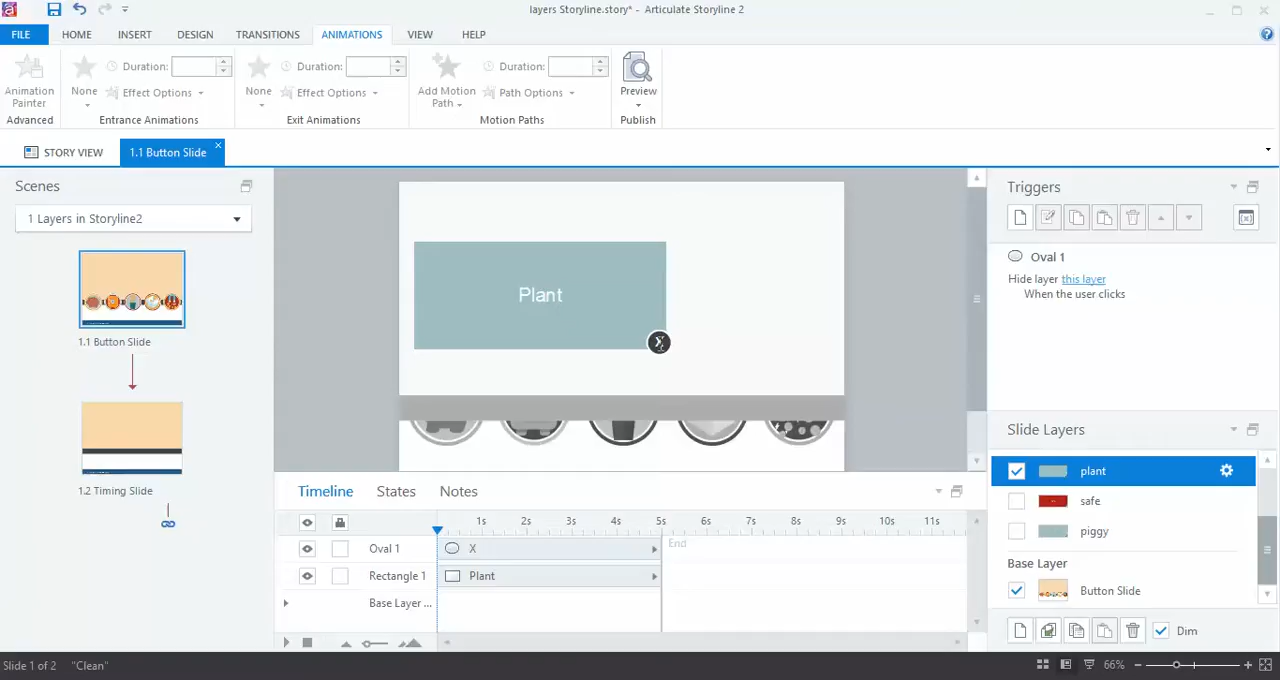 layers Storyline.story* - Articulate Storyline 2
FILE HOME INSERT DESIGN TRANSITIONS ANIMATIONS VIEW HELP
Animation Painter
Advanced
None
Duration:
Effect Options
Entrance Animations
None
Duration:
Effect Options
Exit Animations
Add Motion Path
Duration:
Path Options
Motion Paths
Preview
Publish
STORY VIEW
1.1 Button Slide
Scenes
1 Layers in Storyline2
1.1 Button Slide
1.2 Timing Slide
Plant
X
Triggers
Oval 1
Hide layer this layer
When the user clicks
Slide Layers
plant
safe
piggy
Base Layer
Button Slide
Dim
Timeline States Notes
1s 2s 3s 4s 5s 6s 7s 8s 9s 10s 11s
End
Oval 1 X
Rectangle 1 Plant
Base Layer ...
Slide 1 of 2 "Clean"
66%